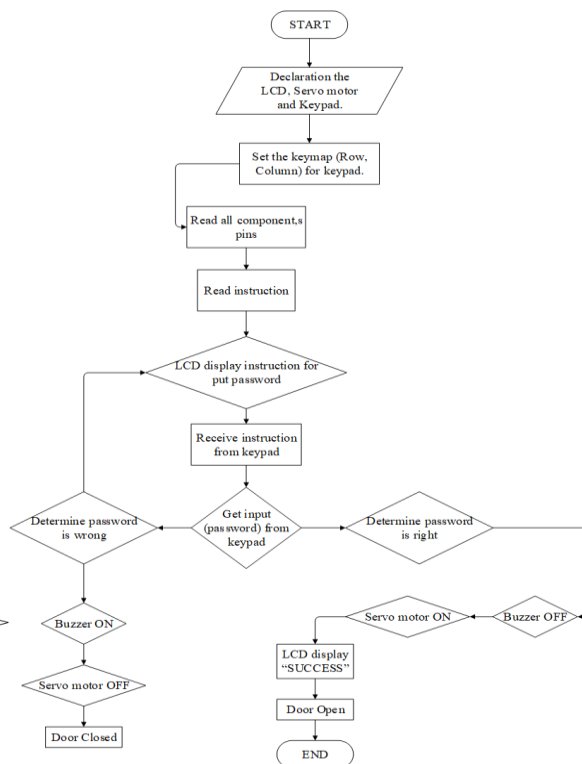 START
Declaration the
LCD, Servo motor
and Keypad.
Set the keymap (Row,
Column) for keypad.
Read all component,s
pins
Read instruction
LCD display instruction for
put password
Receive instruction
from keypad
Determine password
is wrong
Get input
(password) from
keypad
Determine password
is right
Buzzer ON
Servo motor ON
Buzzer OFF
LCD display
“SUCCESS”
Servo motor OFF
Door Open
Door Closed
END